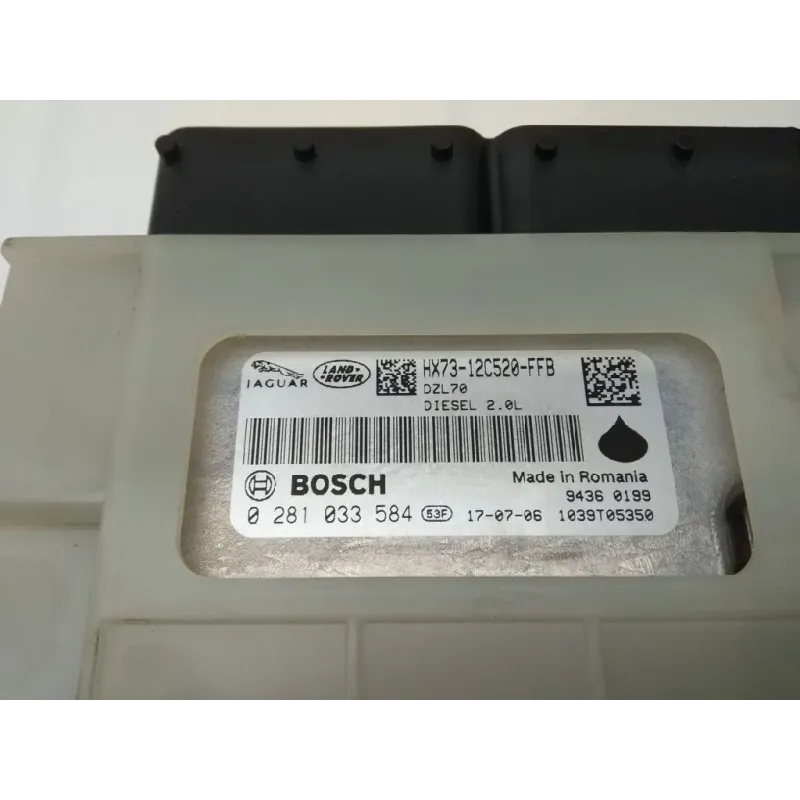 JAGUAR
LAND-
ROVER
HX73-12C520-FFB
DZL70
DIESEL 2.0L
BOSCH
Made in Romania
9436 0199
0 281 033 584 53F 17-07-06 1039T05350